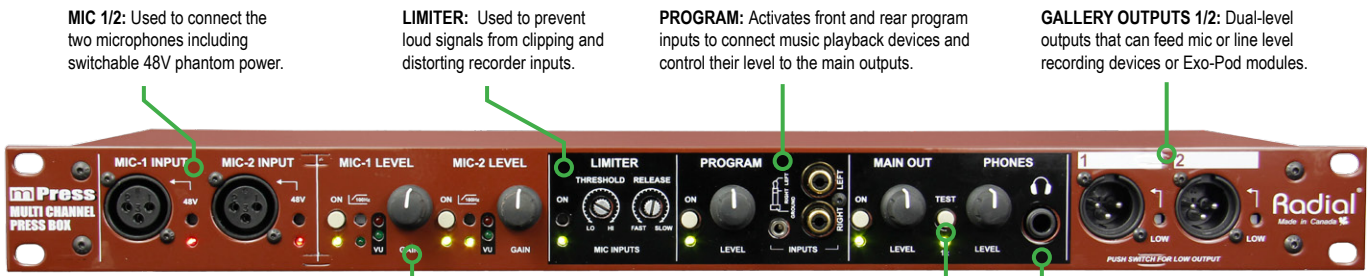 MIC 1/2: Used to connect the
two microphones including
switchable 48V phantom power.
LIMITER: Used to prevent
loud signals from clipping and
distorting recorder inputs.
PROGRAM: Activates front and rear program
inputs to connect music playback devices and
control their level to the main outputs.
GALLERY OUTPUTS 1/2: Dual-level
outputs that can feed mic or line level
recording devices or Exo-Pod modules.
mPress
MULTI CHANNEL
PRESS BOX
MIC-1 INPUT
48V
MIC-2 INPUT
48V
MIC-1 LEVEL
ON
100Hz
VU
GAIN
MIC-2 LEVEL
ON
100Hz
VU
GAIN
LIMITER
THRESHOLD RELEASE
ON
LO HI FAST SLOW
MIC INPUTS
PROGRAM
ON
LEVEL
LEFT
RIGHT
GROUND
LEFT
RIGHT
INPUTS
MAIN OUT
ON
LEVEL
TEST
PHONES
LEVEL
1
LOW
2
LOW
PUSH SWITCH FOR LOW OUTPUT
Radial
Made in Canada